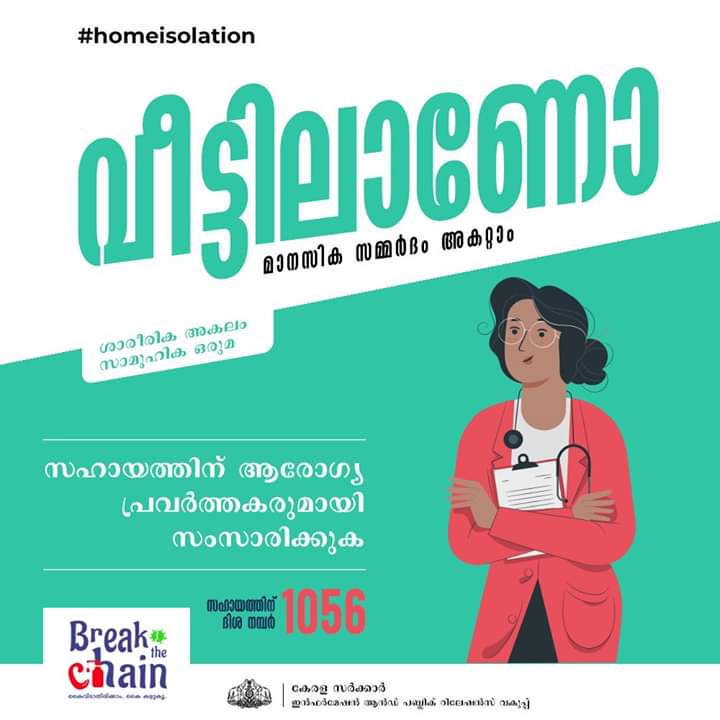 #homeisolation
വീട്ടിലാണോ
മാനസിക സമ്മർദം അകറ്റാം
ശാരീരിക അകലം
സാമൂഹിക ഒരുമ
സഹായത്തിന് ആരോഗ്യ
പ്രവർത്തകരുമായി
സംസാരിക്കുക
സഹായത്തിന്
ദിശ നമ്പർ 1056
Break
the
chain
കൈവിടാതിരിക്കാം. കൈ കഴുകൂ.
കേരള സർക്കാർ
ഇൻഫർമേഷൻ ആൻഡ് പബ്ലിക് റിലേഷൻസ് വകുപ്പ്